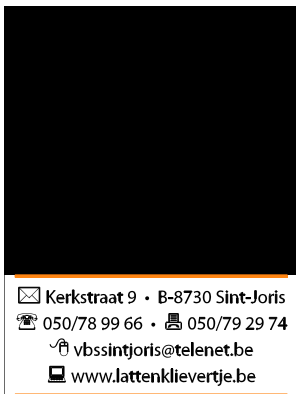 Kerkstraat 9 • B-8730 Sint-Joris
050/78 99 66 • 050/79 29 74
vbssintjoris@telenet.be
www.lattenklievertje.be